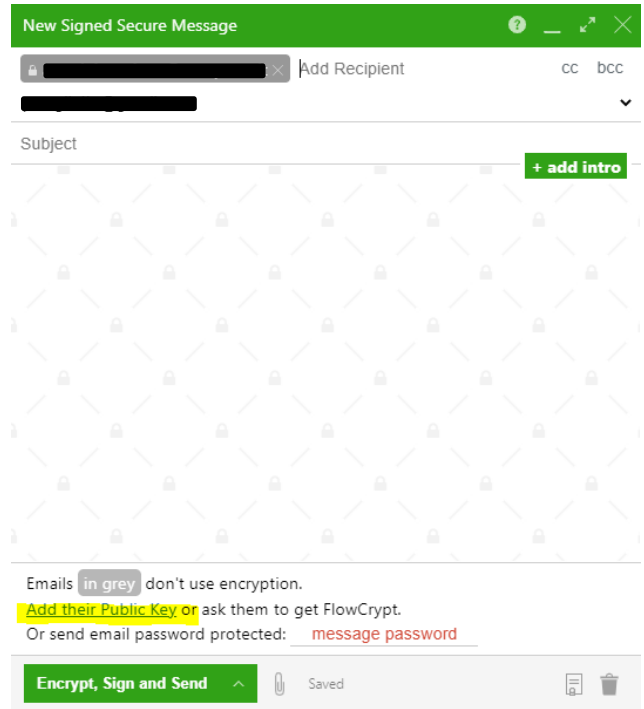 New Signed Secure Message ?
Add Recipient cc bcc
Subject
+ add intro
Emails in grey don't use encryption.
Add their Public Key or ask them to get FlowCrypt.
Or send email password protected: message password
Encrypt, Sign and Send Saved